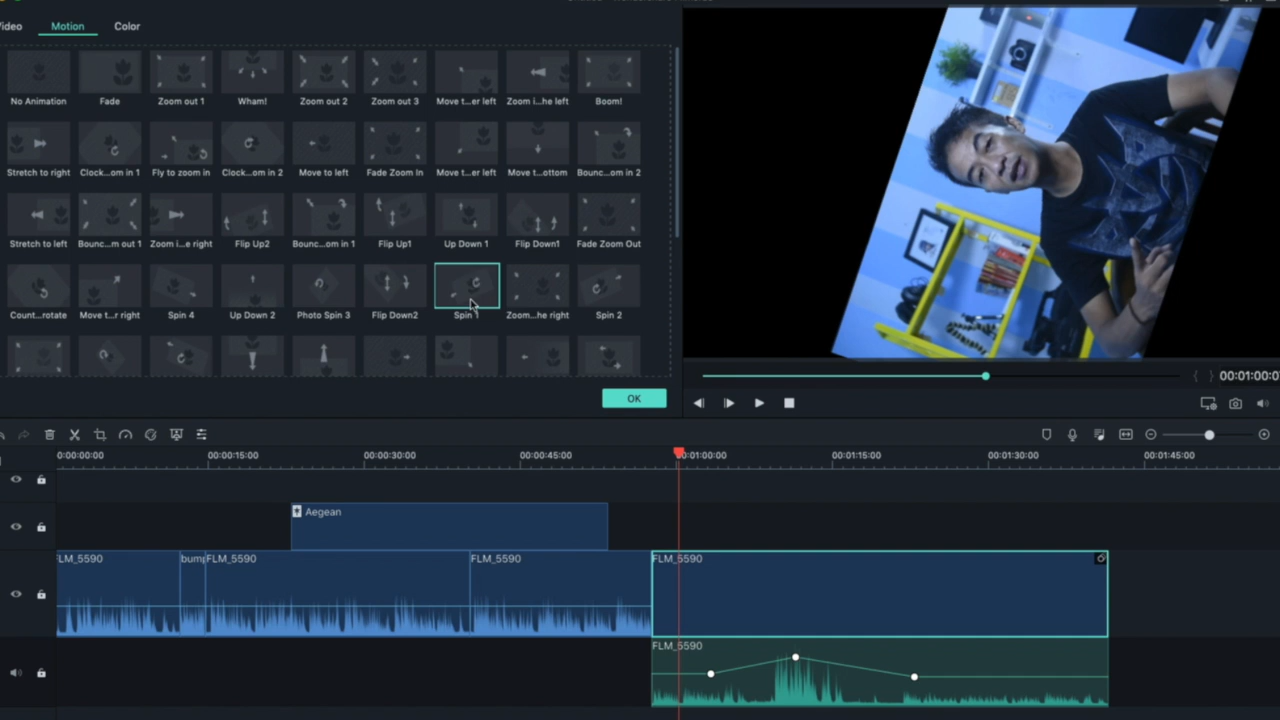 Video
Motion
Color
No Animation
Fade
Zoom out 1
Wham!
Zoom out 2
Zoom out 3
Move t...er left
Zoom i...he left
Boom!
Stretch to right
Clock...om in 1
Fly to zoom in
Clock...om in 2
Move to left
Fade Zoom In
Move t...er left
Move t...ottom
Bounc...om in 2
Stretch to left
Bounc...m out 1
Zoom i...e right
Flip Up2
Bounc...om in 1
Flip Up1
Up Down 1
Flip Down1
Fade Zoom Out
Count...rotate
Move t...r right
Spin 4
Up Down 2
Photo Spin 3
Flip Down2
Spin 1
Zoom...he right
Spin 2
OK
00:01:00:0
0:00:00:00
00:00:15:00
00:00:30:00
00:00:45:00
00:01:00:00
00:01:15:00
00:01:30:00
00:01:45:00
Aegean
FLM_5590
bump
FLM_5590
FLM_5590
FLM_5590
FLM_5590